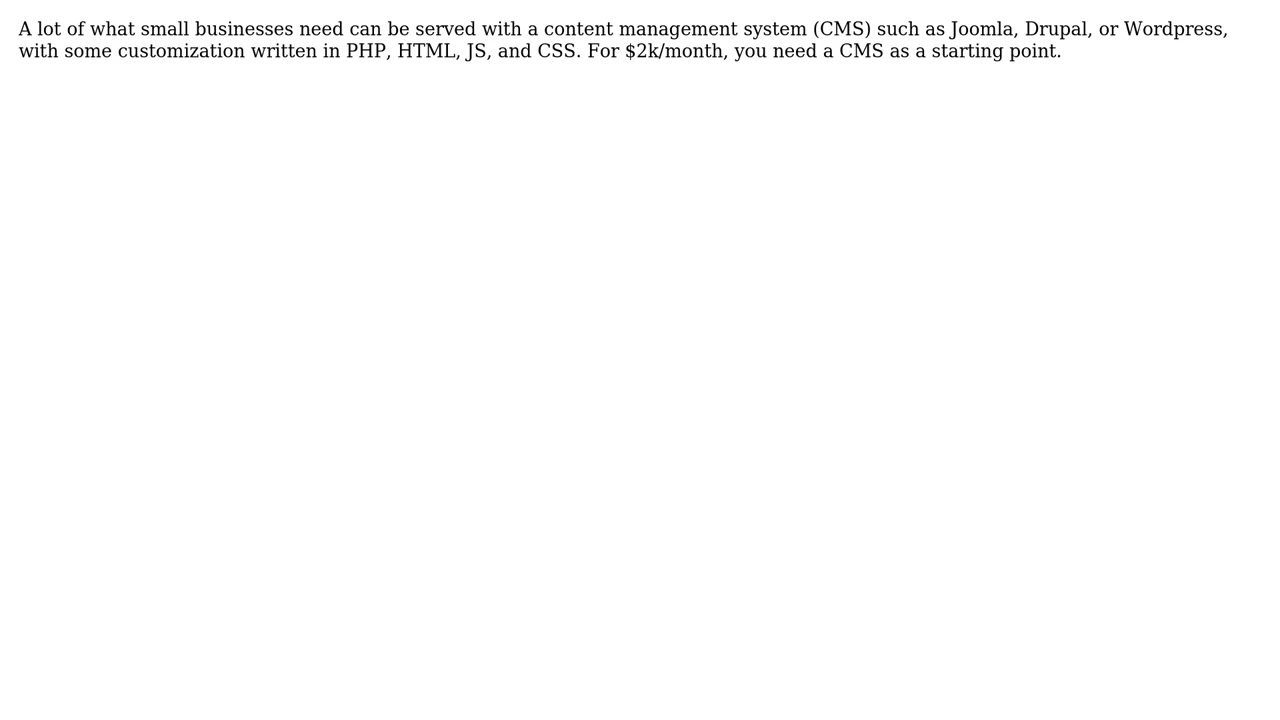 A lot of what small businesses need can be served with a content management system (CMS) such as Joomla, Drupal, or Wordpress,
with some customization written in PHP, HTML, JS, and CSS. For $2k/month, you need a CMS as a starting point.